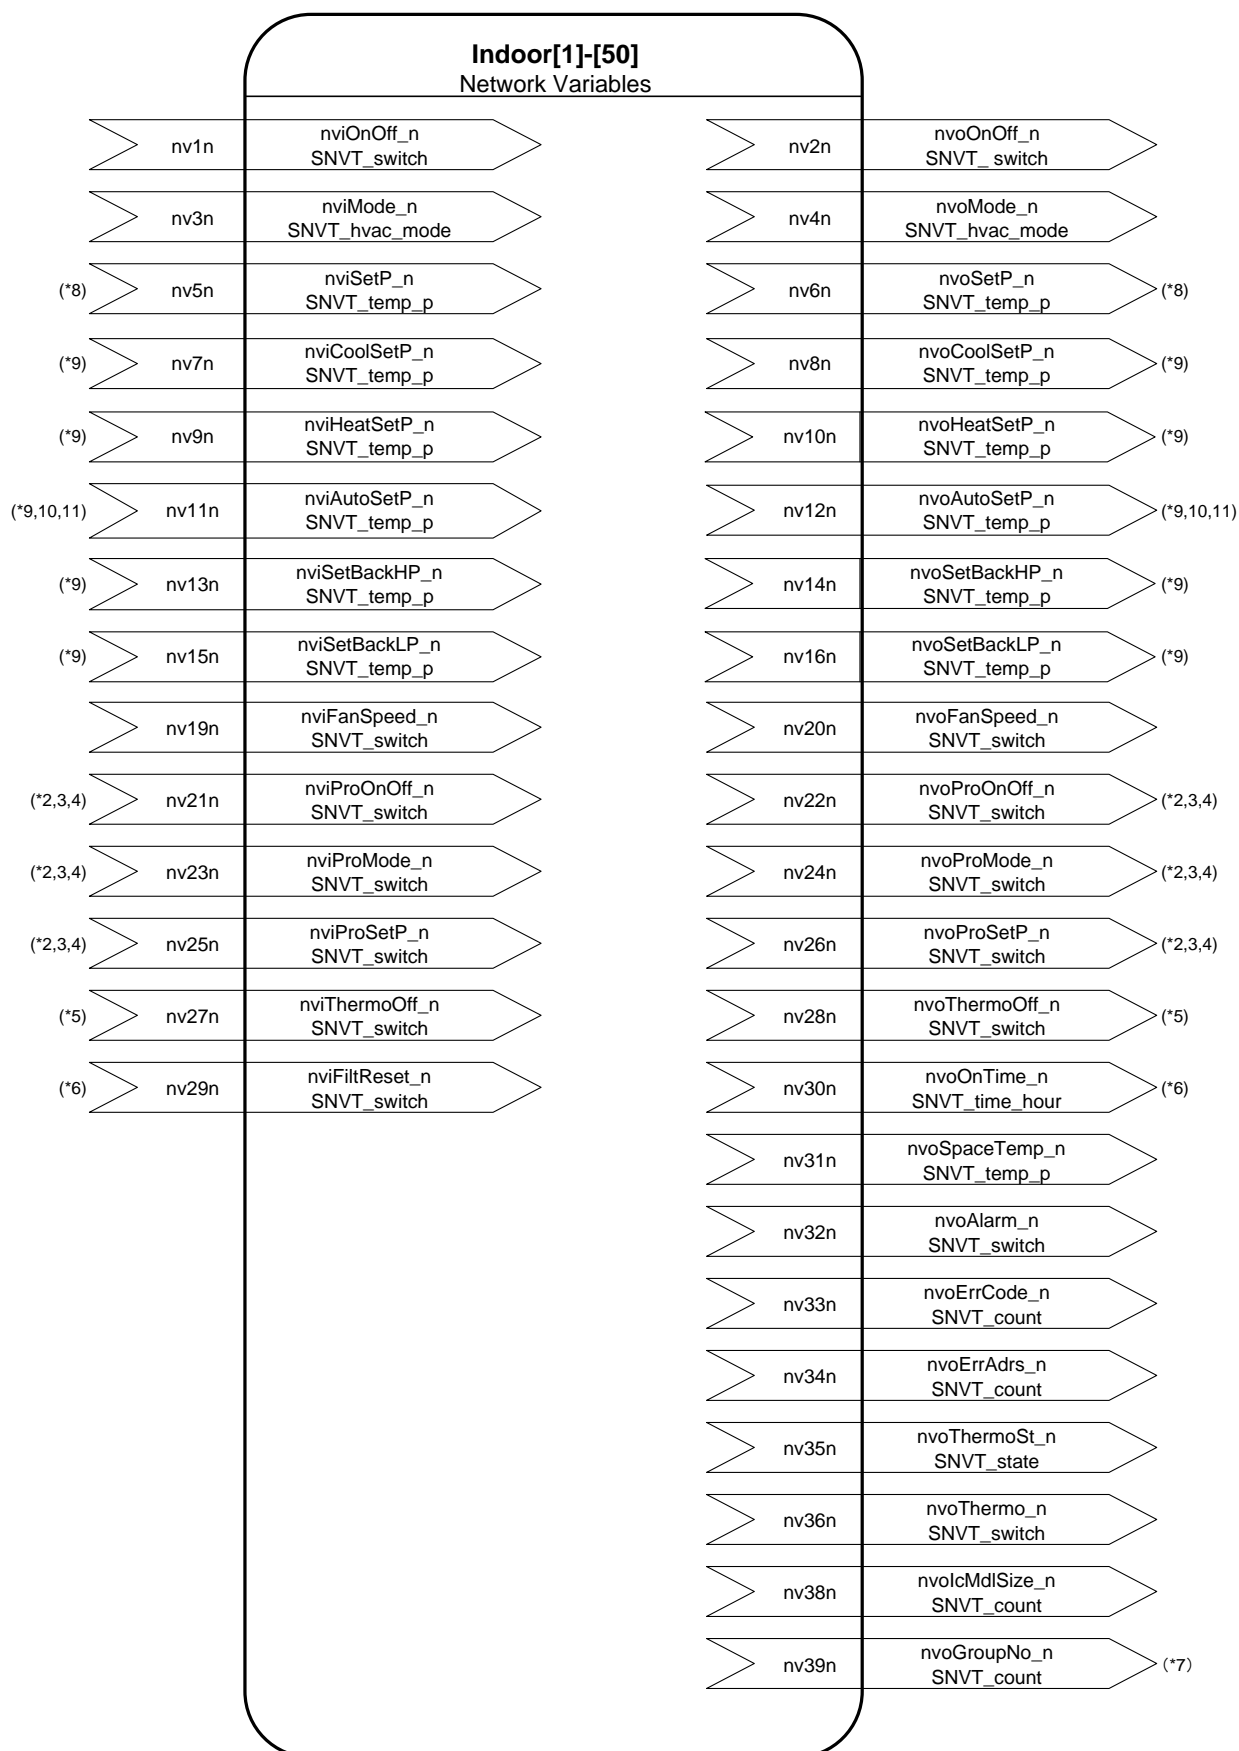 Indoor[1]-[50]
Network Variables
nv1n nviOnOff_n SNVT_switch nv2n nvoOnOff_n SNVT_ switch
nv3n nviMode_n SNVT_hvac_mode nv4n nvoMode_n SNVT_hvac_mode
(*8) nv5n nviSetP_n SNVT_temp_p nv6n nvoSetP_n SNVT_temp_p (*8)
(*9) nv7n nviCoolSetP_n SNVT_temp_p nv8n nvoCoolSetP_n SNVT_temp_p (*9)
(*9) nv9n nviHeatSetP_n SNVT_temp_p nv10n nvoHeatSetP_n SNVT_temp_p (*9)
(*9,10,11) nv11n nviAutoSetP_n SNVT_temp_p nv12n nvoAutoSetP_n SNVT_temp_p (*9,10,11)
(*9) nv13n nviSetBackHP_n SNVT_temp_p nv14n nvoSetBackHP_n SNVT_temp_p (*9)
(*9) nv15n nviSetBackLP_n SNVT_temp_p nv16n nvoSetBackLP_n SNVT_temp_p (*9)
nv19n nviFanSpeed_n SNVT_switch nv20n nvoFanSpeed_n SNVT_switch
(*2,3,4) nv21n nviProOnOff_n SNVT_switch nv22n nvoProOnOff_n SNVT_switch (*2,3,4)
(*2,3,4) nv23n nviProMode_n SNVT_switch nv24n nvoProMode_n SNVT_switch (*2,3,4)
(*2,3,4) nv25n nviProSetP_n SNVT_switch nv26n nvoProSetP_n SNVT_switch (*2,3,4)
(*5) nv27n nviThermoOff_n SNVT_switch nv28n nvoThermoOff_n SNVT_switch (*5)
(*6) nv29n nviFiltReset_n SNVT_switch nv30n nvoOnTime_n SNVT_time_hour (*6)
nv31n nvoSpaceTemp_n SNVT_temp_p
nv32n nvoAlarm_n SNVT_switch
nv33n nvoErrCode_n SNVT_count
nv34n nvoErrAdrs_n SNVT_count
nv35n nvoThermoSt_n SNVT_state
nv36n nvoThermo_n SNVT_switch
nv38n nvoIcMdlSize_n SNVT_count
nv39n nvoGroupNo_n SNVT_count (*7)